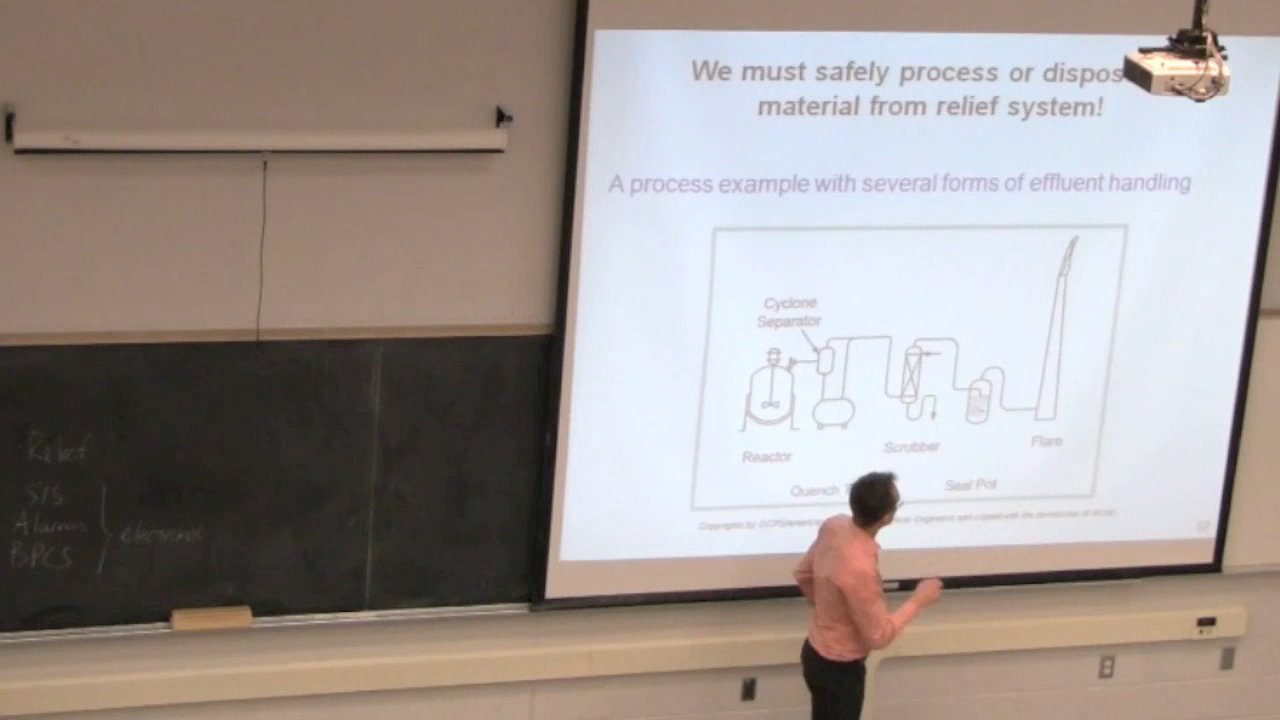 We must safely process or dispos
material from relief system!
A process example with several forms of effluent handling
Cyclone
Separator
Reactor
Scrubber
Flare
Quench
Seal Pot
Relief
SIS
Alarms
BPCS
electronic
57